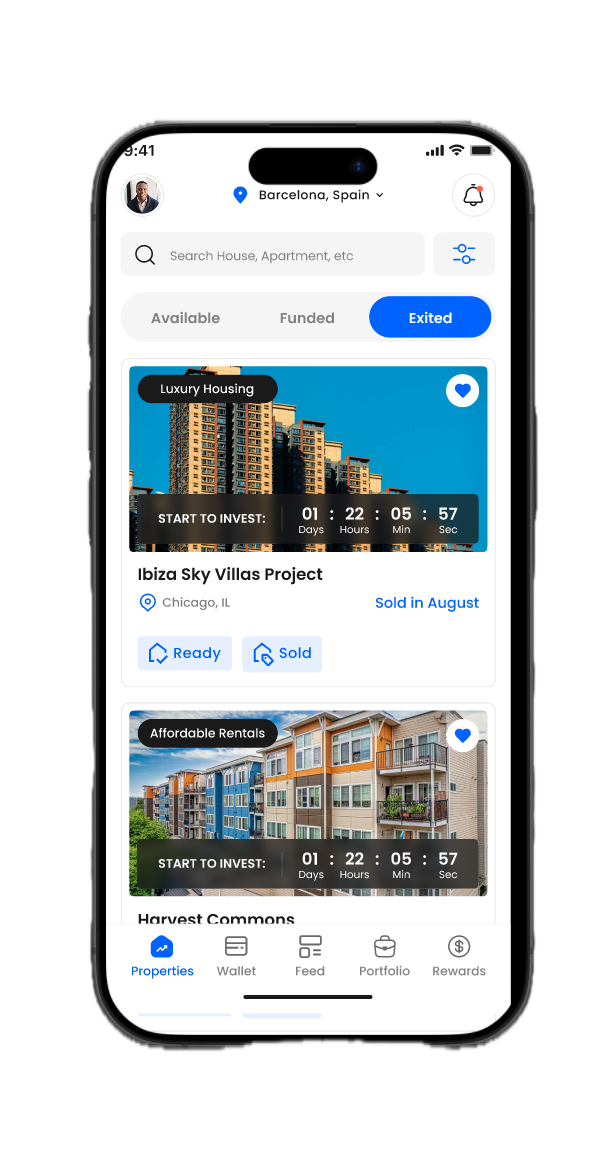 9:41
Barcelona, Spain
Search House, Apartment, etc
Available Funded Exited
Luxury Housing
START TO INVEST: 01 : 22 : 05 : 57
Days Hours Min Sec
Ibiza Sky Villas Project
Chicago, IL Sold in August
Ready Sold
Affordable Rentals
START TO INVEST: 01 : 22 : 05 : 57
Days Hours Min Sec
Harvest Commons
Properties Wallet Feed Portfolio Rewards